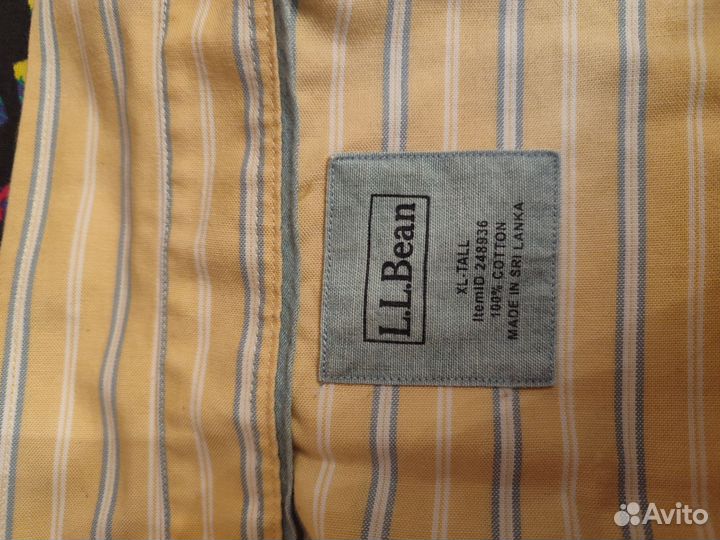 L.L.Bean
XL-TALL
ItemID 248936
100% COTTON
MADE IN SRI LANKA
Avito